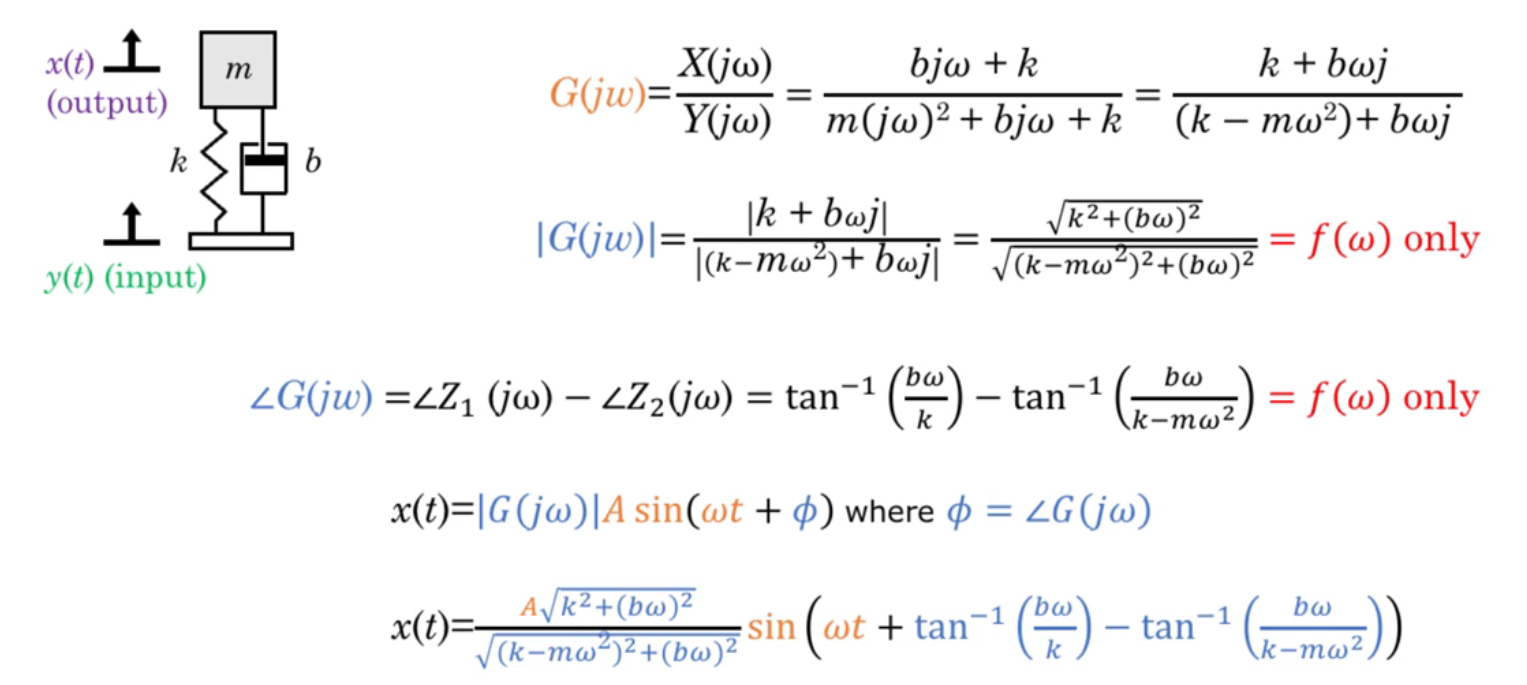 x(t)
(output)
m
k
b
y(t) (input)
G(jw)= X(jω)/Y(jω) = (bjω + k)/(m(jω)² + bjω + k) = (k + bωj)/((k − mω²)+ bωj)
|G(jw)|= |k + bωj|/|(k−mω²)+ bωj| = √(k²+(bω)²)/√((k−mω²)²+(bω)²) = f(ω) only
∠G(jw) =∠Z₁ (jω) − ∠Z₂(jω) = tan⁻¹(bω/k) − tan⁻¹(bω/(k−mω²)) = f(ω) only
x(t)=|G(jω)|A sin(ωt + ϕ) where ϕ = ∠G(jω)
x(t)= A√(k²+(bω)²)/√((k−mω²)²+(bω)²) sin(ωt + tan⁻¹(bω/k) − tan⁻¹(bω/(k−mω²)))